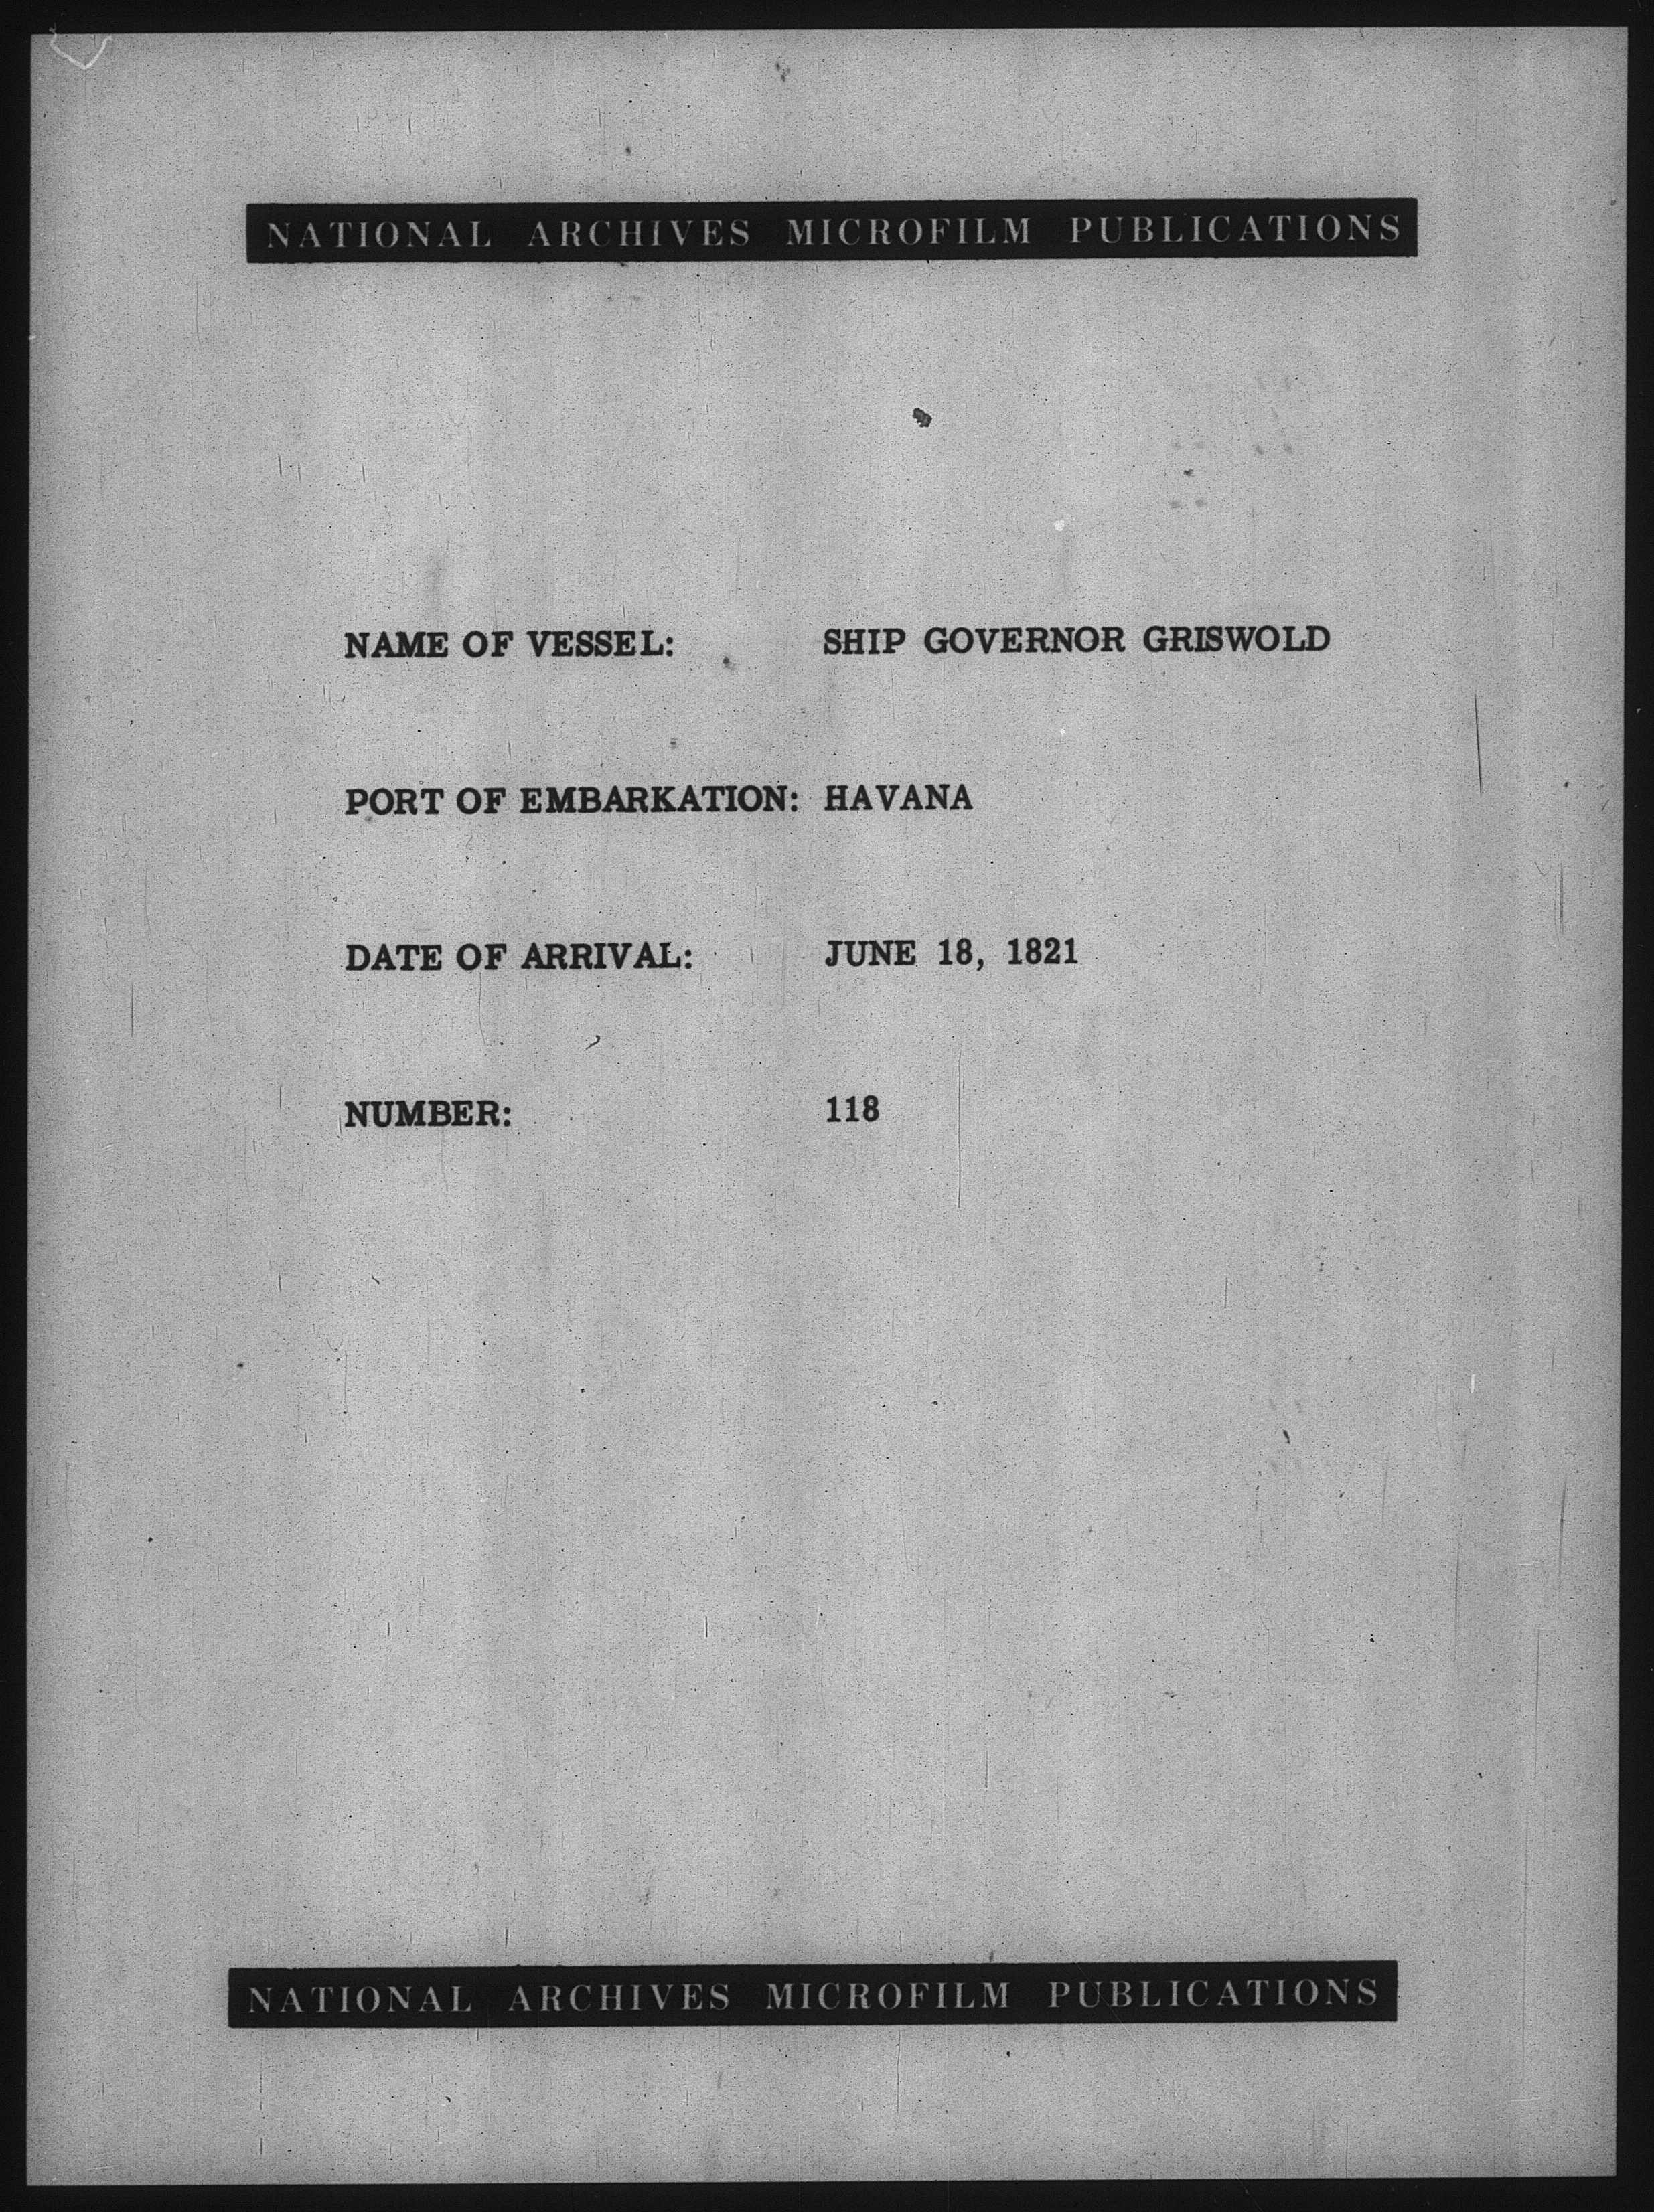 NATIONAL ARCHIVES MICROFILM PUBLICATIONS
NAME OF VESSEL: SHIP GOVERNOR GRISWOLD
PORT OF EMBARKATION: HAVANA
DATE OF ARRIVAL: JUNE 18, 1821
NUMBER: 118
NATIONAL ARCHIVES MICROFILM PUBLICATIONS